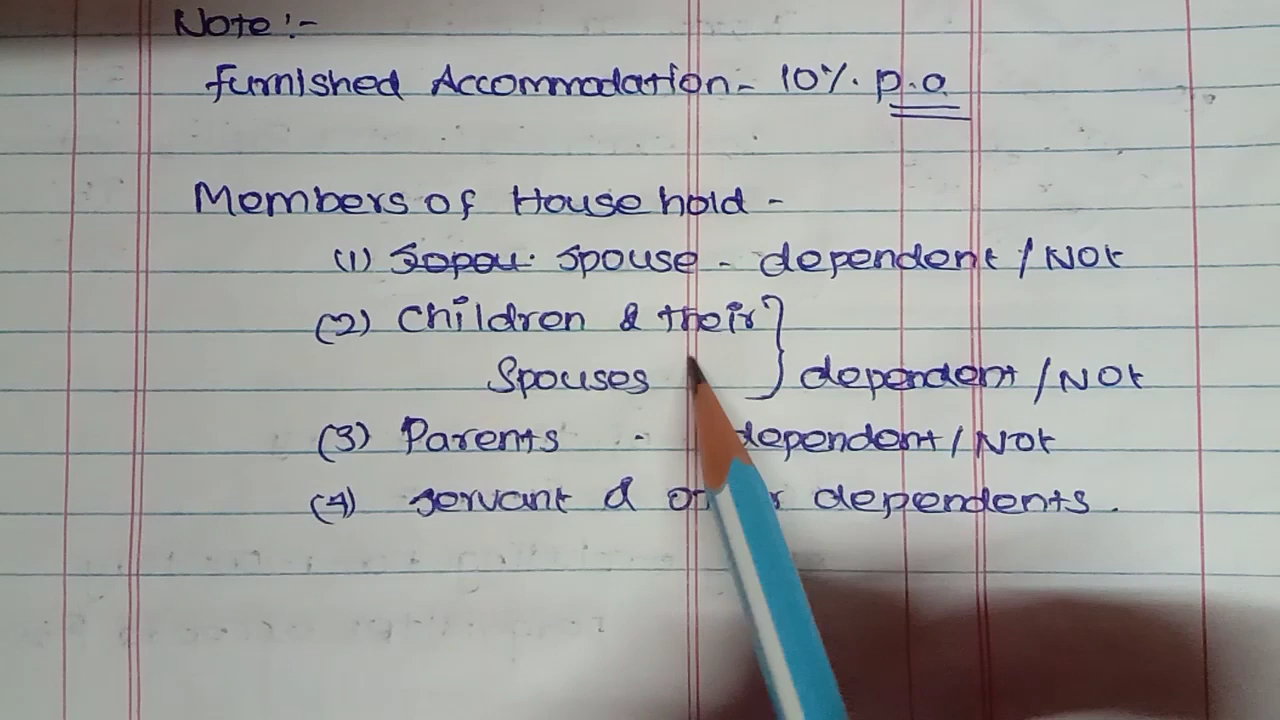 Note :-
Furnished Accommodation - 10% p.a
Members of House hold -
(1) Sopou. Spouse - dependent / Not
(2) Children & their
Spouses } dependent / Not
(3) Parents - dependent / Not
(4) Servant & dependents.